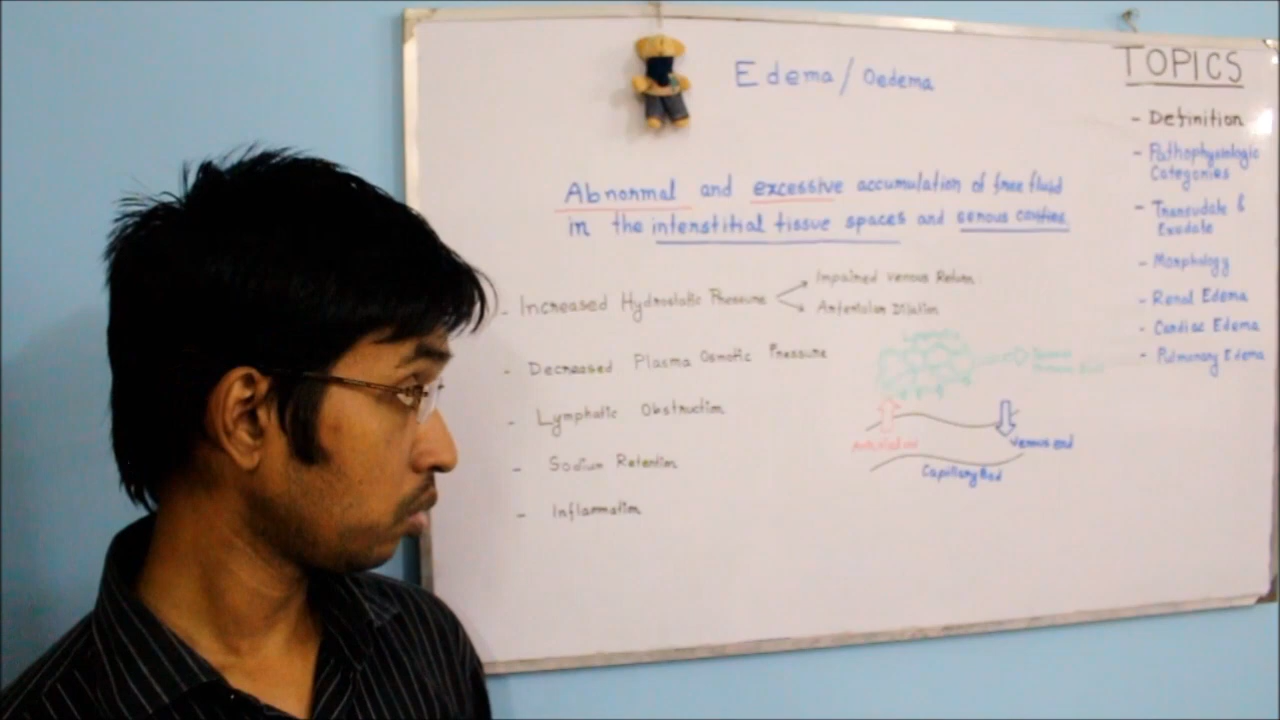 Edema / Oedema
Abnormal and excessive accumulation of free fluid
in the interstitial tissue spaces and serous cavities.
- Increased Hydrostatic Pressure
Impaired Venous Return
Arteriolar Dilation
- Decreased Plasma Osmotic Pressure
- Lymphatic Obstruction
- Sodium Retention
- Inflammation
Lymphatic
Arterial end
Venous end
Capillary Bed
TOPICS
- Definition
- Pathophysiologic
Categories
- Transudate &
Exudate
- Morphology
- Renal Edema
- Cardiac Edema
- Pulmonary Edema